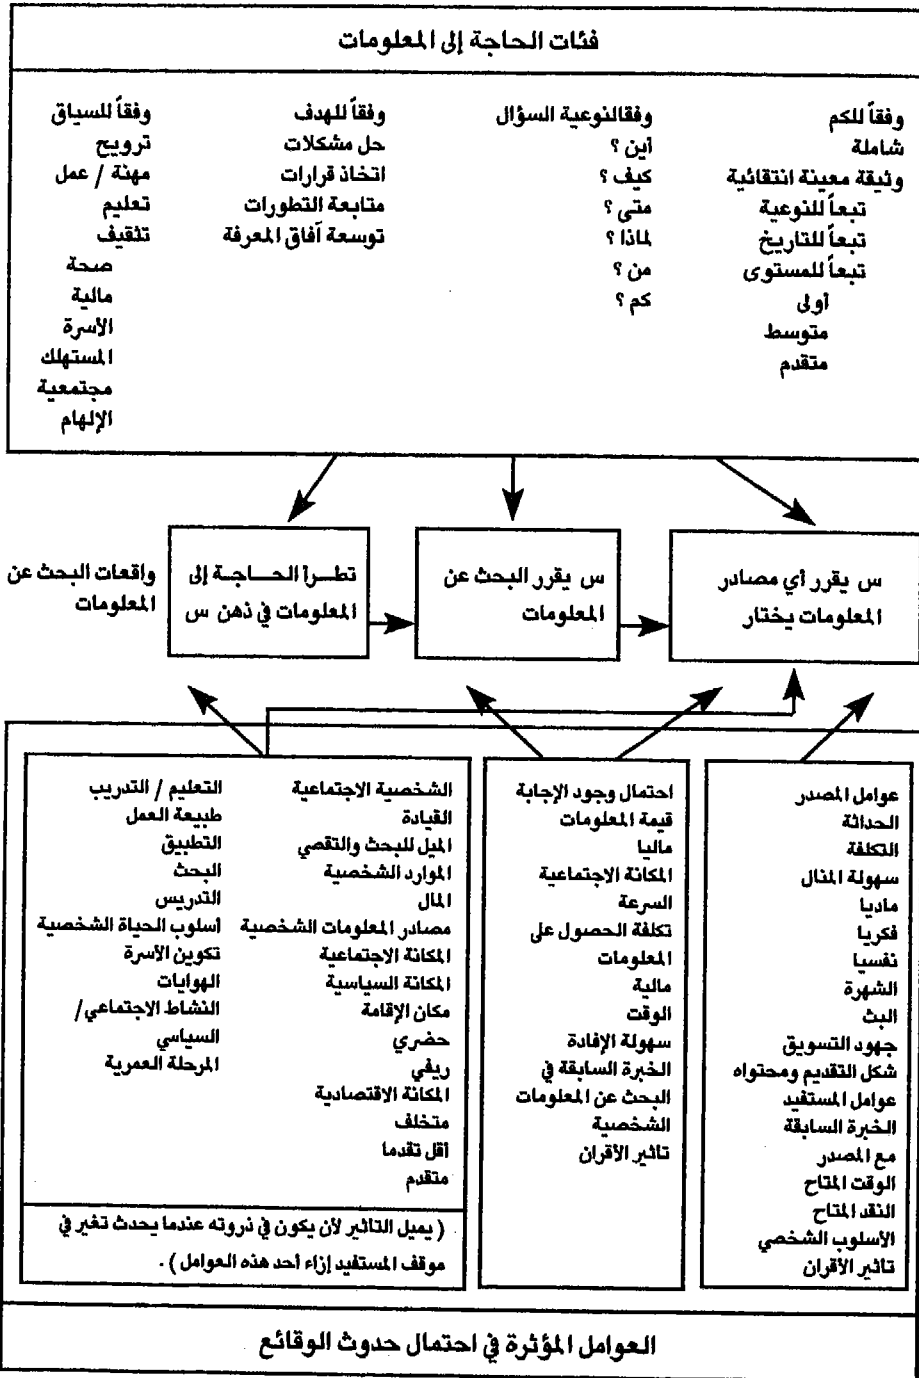 فئات الحاجة إلى المعلومات
وفقاً للكم
شاملة
وثيقة معينة انتقائية
تبعاً للنوعية
تبعاً للتاريخ
تبعاً للمستوى
أولى
متوسط
متقدم
وفقالنوعية السؤال
أين ؟
كيف ؟
متى ؟
لماذا ؟
من ؟
كم ؟
وفقاً للهدف
حل مشكلات
اتخاذ قرارات
متابعة التطورات
توسعة آفاق المعرفة
وفقاً للسياق
ترويح
مهنة / عمل
تعليم
تثقيف
صحة
مالية
الأسرة
المستهلك
مجتمعية
الإلهام
س يقرر أي مصادر
المعلومات يختار
س يقرر البحث عن
المعلومات
تطرأ الحاجة إلى
المعلومات في ذهن س
واقعات البحث عن
المعلومات
عوامل المصدر
الحداثة
التكلفة
سهولة المنال
ماديا
فكريا
نفسيا
الشهرة
البث
جهود التسويق
شكل التقديم ومحتواه
عوامل المستفيد
الخبرة السابقة
مع المصدر
الوقت المتاح
النقد المتاح
الأسلوب الشخصي
تاثير الأقران
احتمال وجود الإجابة
قيمة المعلومات
ماليا
المكانة الاجتماعية
السرعة
تكلفة الحصول على
المعلومات
مالية
الوقت
سهولة الإفادة
الخبرة السابقة في
البحث عن المعلومات
الشخصية
تاثير الأقران
الشخصية الاجتماعية
القيادة
الميل للبحث والتقصي
الموارد الشخصية
المال
مصادر المعلومات الشخصية
المكانة الاجتماعية
المكانة السياسية
مكان الإقامة
حضري
ريفي
المكانة الاقتصادية
متخلف
أقل تقدما
متقدم
التعليم / التدريب
طبيعة العمل
التطبيق
البحث
التدريس
أسلوب الحياة الشخصية
تكوين الأسرة
الهوايات
النشاط الاجتماعي/
السياسي
المرحلة العمرية
( يميل التاثير لأن يكون في ذروته عندما يحدث تغير في
موقف المستفيد إزاء أحد هذه العوامل ) .
العوامل المؤثرة في احتمال حدوث الوقائع